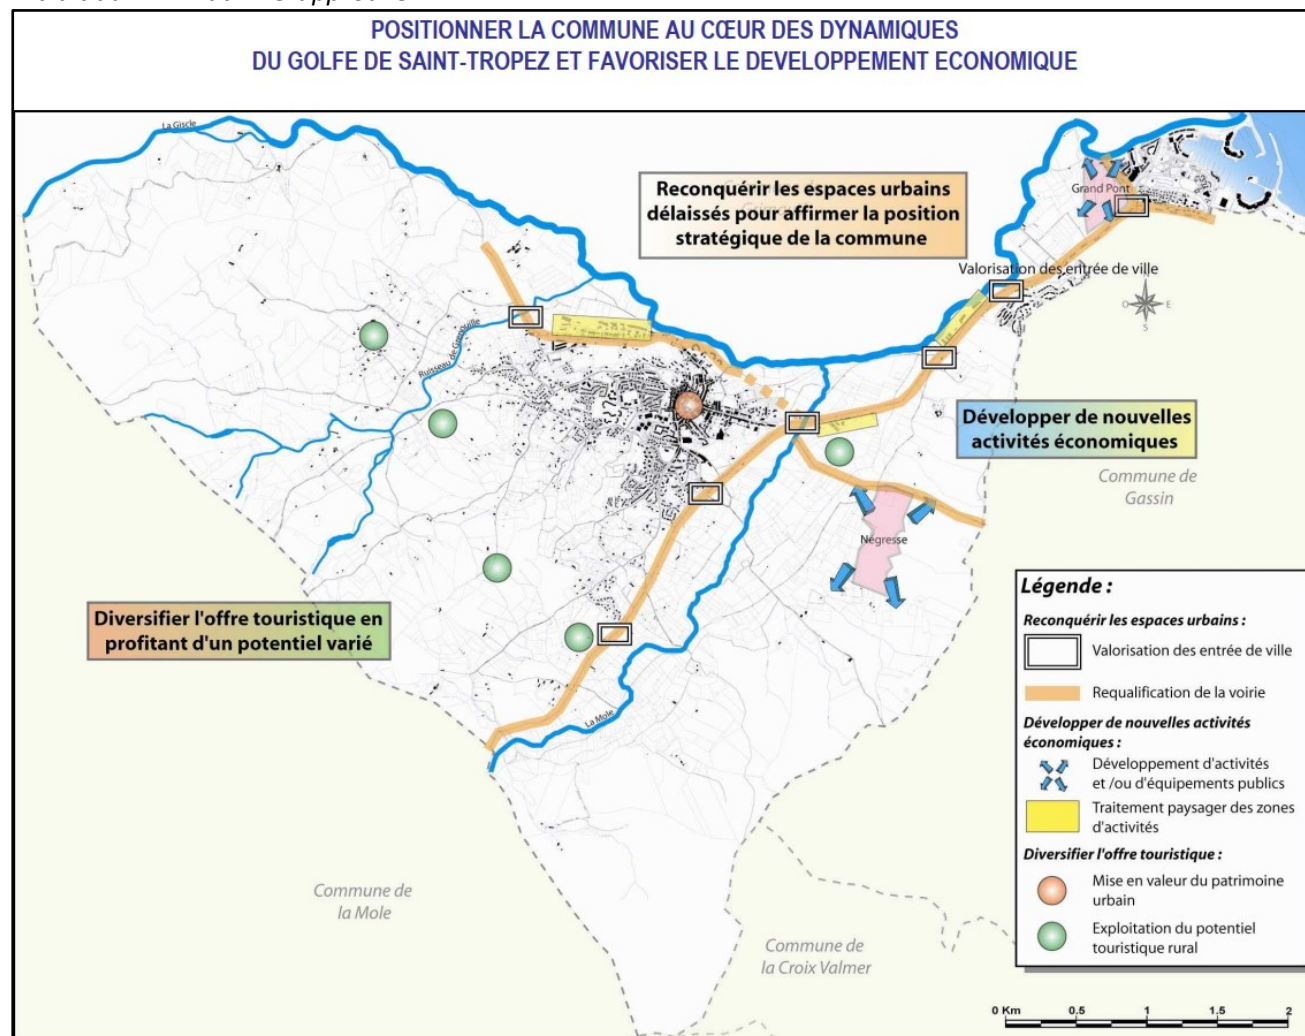 POSITIONNER LA COMMUNE AU CŒUR DES DYNAMIQUES
DU GOLFE DE SAINT-TROPEZ ET FAVORISER LE DEVELOPPEMENT ECONOMIQUE
La Giscle
Reconquérir les espaces urbains
délaissés pour affirmer la position
stratégique de la commune
Grand Pont
Valorisation des entrée de ville
O
E
S
Ruisseau de Grenouille
Développer de nouvelles
activités économiques
Commune de
Gassin
Négresse
Diversifier l'offre touristique en
profitant d'un potentiel varié
La Mole
Commune de
la Mole
Commune de
la Croix Valmer
Légende :
Reconquérir les espaces urbains :
Valorisation des entrée de ville
Requalification de la voirie
Développer de nouvelles activités
économiques :
Développement d'activités
et /ou d'équipements publics
Traitement paysager des zones
d'activités
Diversifier l'offre touristique :
Mise en valeur du patrimoine
urbain
Exploitation du potentiel
touristique rural
0 Km 0.5 1 1.5 2